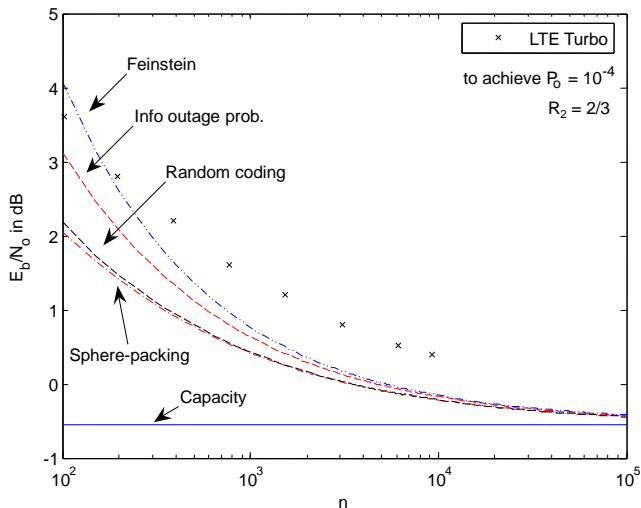 LTE Turbo
to achieve P_o = 10^-4
R_2 = 2/3
Feinstein
Info outage prob.
Random coding
Sphere-packing
Capacity
E_b/N_o in dB
5
4
3
2
1
0
-1
10^2
10^3
10^4
10^5
n